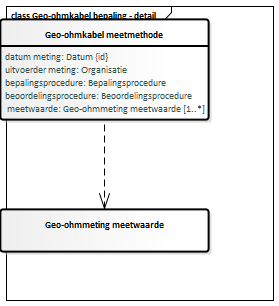 class Geo-ohmkabel bepaling - detail
Geo-ohmkabel meetmethode
datum meting: Datum {id}
uitvoerder meting: Organisatie
bepalingsprocedure: Bepalingsprocedure
beoordelingsprocedure: Beoordelingsprocedure
meetwaarde: Geo-ohmmeting meetwaarde [1..*]
Geo-ohmmeting meetwaarde